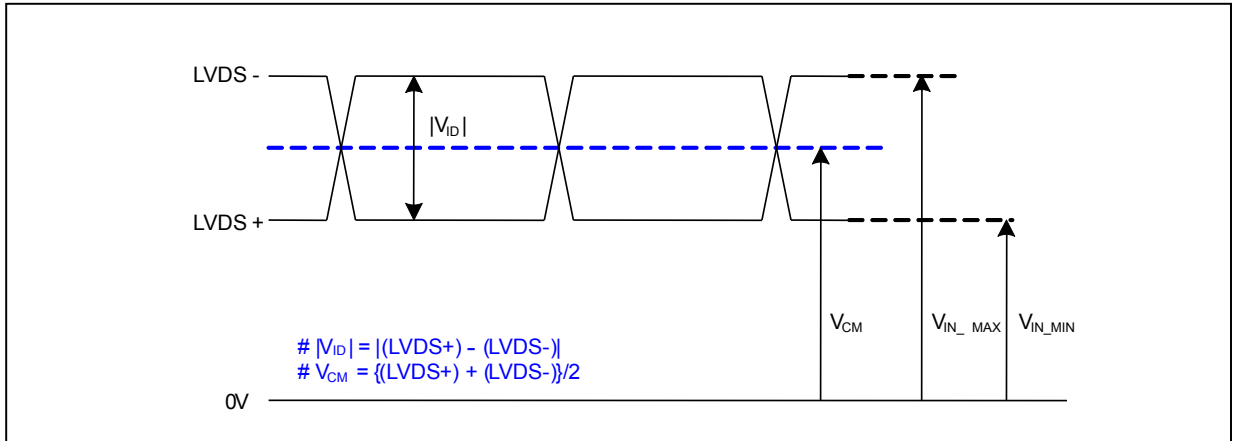 LVDS -
|VID|
LVDS +
VCM
VIN_ MAX
VIN_MIN
# |VID| = |(LVDS+) - (LVDS-)|
# VCM = {(LVDS+) + (LVDS-)}/2
0V